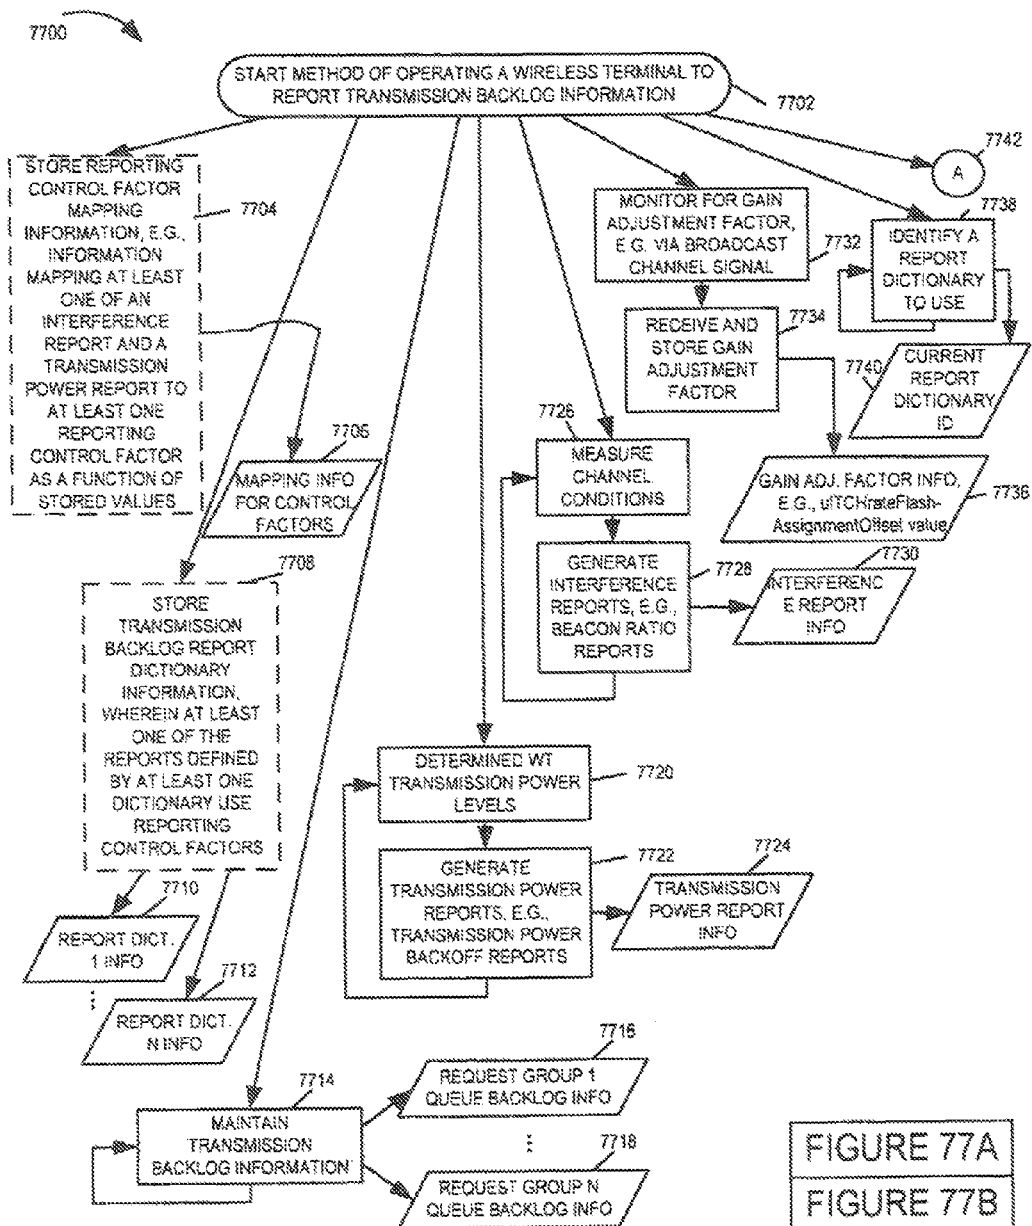 7700
START METHOD OF OPERATING A WIRELESS TERMINAL TO
REPORT TRANSMISSION BACKLOG INFORMATION
7702
STORE REPORTING
CONTROL FACTOR
MAPPING
INFORMATION, E.G.,
INFORMATION
MAPPING AT LEAST
ONE OF AN
INTERFERENCE
REPORT AND A
TRANSMISSION
POWER REPORT TO
AT LEAST ONE
REPORTING
CONTROL FACTOR
AS A FUNCTION OF
STORED VALUES
7704
7706
MAPPING INFO
FOR CONTROL
FACTORS
7708
STORE
TRANSMISSION
BACKLOG REPORT
DICTIONARY
INFORMATION,
WHEREIN AT LEAST
ONE OF THE
REPORTS DEFINED
BY AT LEAST ONE
DICTIONARY USE
REPORTING
CONTROL FACTORS
7710
REPORT DICT.
1 INFO
⋮
7712
REPORT DICT.
N INFO
7714
MAINTAIN
TRANSMISSION
BACKLOG INFORMATION
7716
REQUEST GROUP 1
QUEUE BACKLOG INFO
⋮
7718
REQUEST GROUP N
QUEUE BACKLOG INFO
DETERMINED WT
TRANSMISSION POWER
LEVELS
7720
GENERATE
TRANSMISSION POWER
REPORTS, E.G.,
TRANSMISSION POWER
BACKOFF REPORTS
7722
7724
TRANSMISSION
POWER REPORT
INFO
7726
MEASURE
CHANNEL
CONDITIONS
GENERATE
INTERFERENCE
REPORTS, E.G.,
BEACON RATIO
REPORTS
7728
7730
INTERFERENC
E REPORT
INFO
MONITOR FOR GAIN
ADJUSTMENT FACTOR,
E.G. VIA BROADCAST
CHANNEL SIGNAL
7732
RECEIVE AND
STORE GAIN
ADJUSTMENT
FACTOR
7734
GAIN ADJ. FACTOR INFO,
E.G., ulTCHrateFlash-
AssignmentOffset value
7736
7738
IDENTIFY A
REPORT
DICTIONARY
TO USE
7740
CURRENT
REPORT
DICTIONARY
ID
7742
A
FIGURE 77A
FIGURE 77B